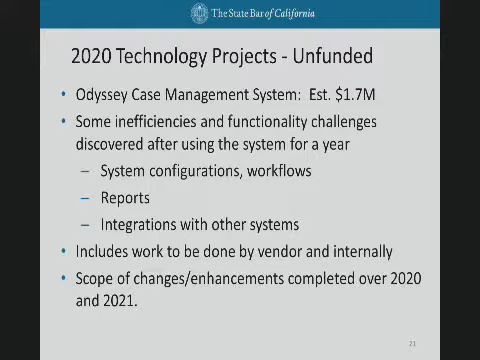 The State Bar of California
2020 Technology Projects - Unfunded
• Odyssey Case Management System: Est. $1.7M
• Some inefficiencies and functionality challenges
discovered after using the system for a year
– System configurations, workflows
– Reports
– Integrations with other systems
• Includes work to be done by vendor and internally
• Scope of changes/enhancements completed over 2020
and 2021.
21